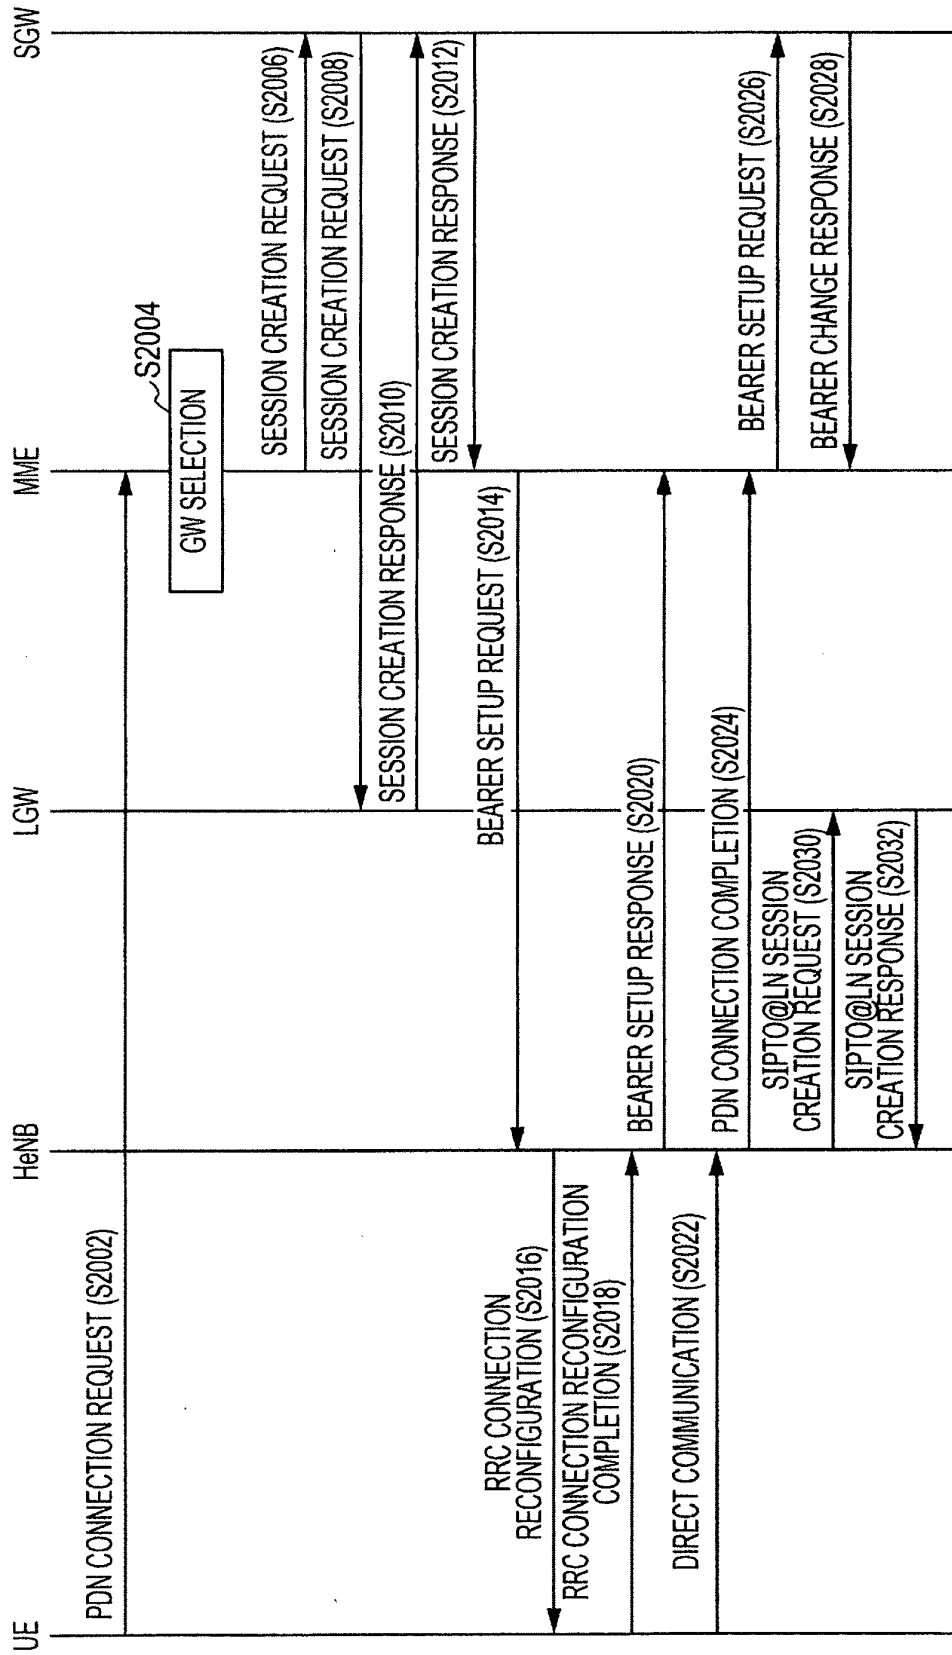 UE
HeNB
LGW
MME
SGW
PDN CONNECTION REQUEST (S2002)
S2004
GW SELECTION
SESSION CREATION REQUEST (S2006)
SESSION CREATION REQUEST (S2008)
SESSION CREATION RESPONSE (S2010)
SESSION CREATION RESPONSE (S2012)
BEARER SETUP REQUEST (S2014)
RRC CONNECTION
RECONFIGURATION (S2016)
RRC CONNECTION RECONFIGURATION
COMPLETION (S2018)
BEARER SETUP RESPONSE (S2020)
DIRECT COMMUNICATION (S2022)
PDN CONNECTION COMPLETION (S2024)
BEARER SETUP REQUEST (S2026)
BEARER CHANGE RESPONSE (S2028)
SIPTO@LN SESSION
CREATION REQUEST (S2030)
SIPTO@LN SESSION
CREATION RESPONSE (S2032)